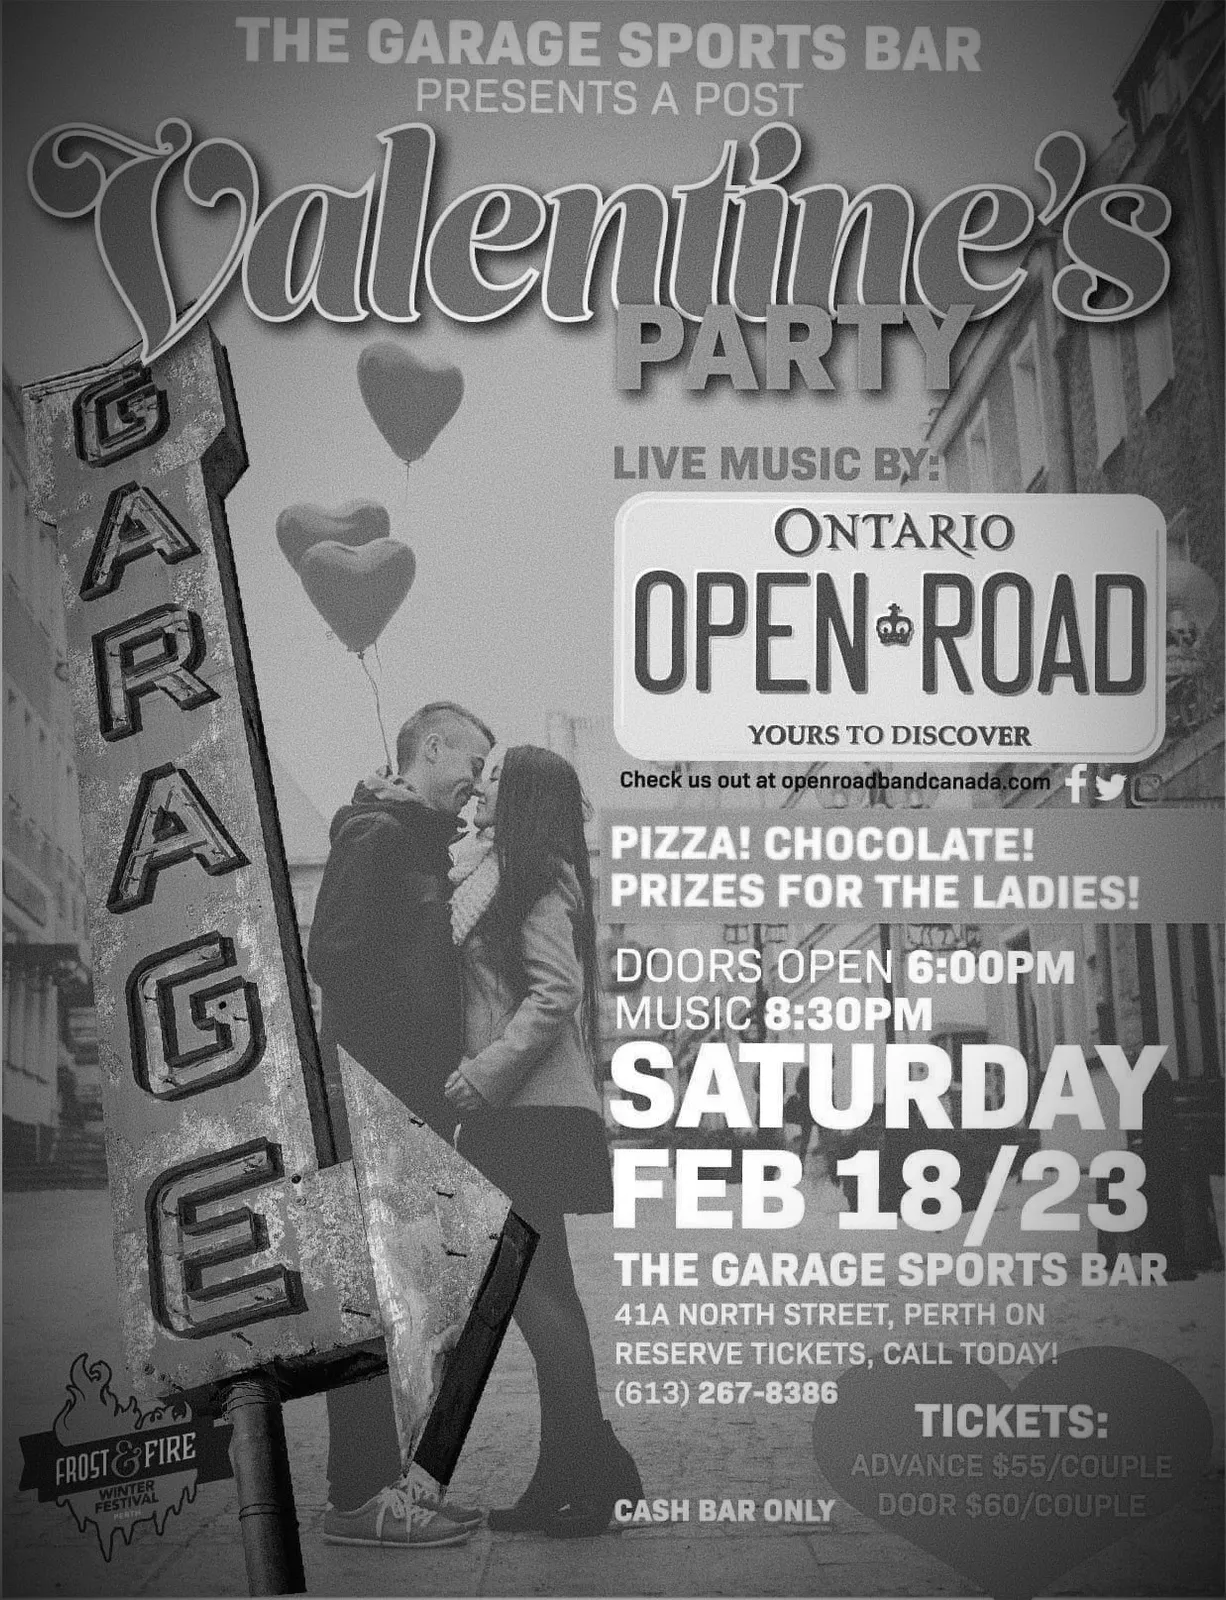 THE GARAGE SPORTS BAR
PRESENTS A POST
Valentine's
PARTY
GARAGE
LIVE MUSIC BY:
ONTARIO
OPEN ROAD
YOURS TO DISCOVER
Check us out at openroadbandcanada.com
PIZZA! CHOCOLATE!
PRIZES FOR THE LADIES!
DOORS OPEN 6:00PM
MUSIC 8:30PM
SATURDAY
FEB 18/23
THE GARAGE SPORTS BAR
41A NORTH STREET, PERTH ON
RESERVE TICKETS, CALL TODAY!
(613) 267-8386
TICKETS:
ADVANCE $55/COUPLE
DOOR $60/COUPLE
CASH BAR ONLY
FROST & FIRE
WINTER
FESTIVAL
PERTH